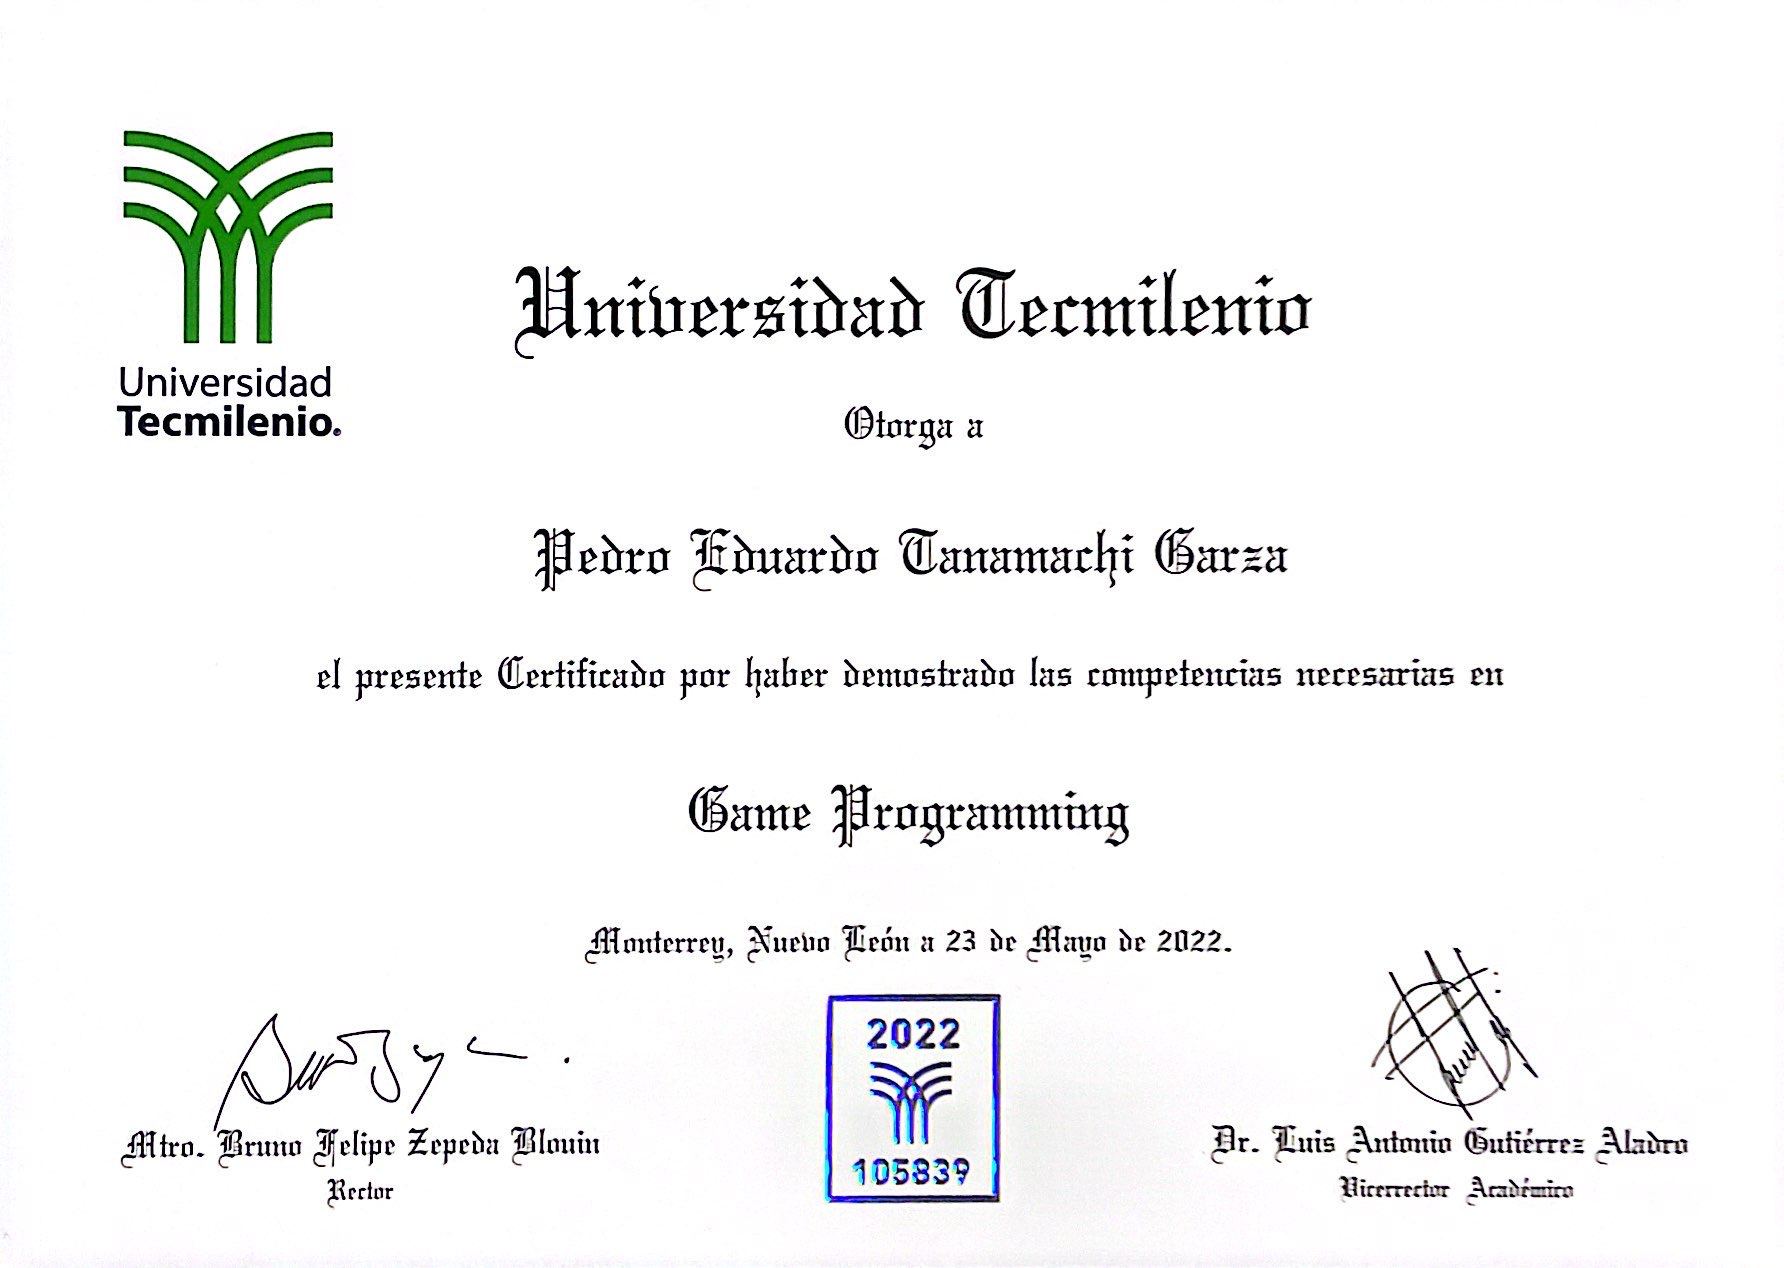 Universidad
Tecmilenio.
Universidad Tecmilenio
Otorga a
Pedro Eduardo Tanamachi Garza
el presente Certificado por haber demostrado las competencias necesarias en
Game Programming
Monterrey, Nuevo León a 23 de Mayo de 2022.
2022
105839
Mtro. Bruno Felipe Zepeda Blouin
Rector
Dr. Luis Antonio Gutiérrez Aladro
Vicerrector Académico